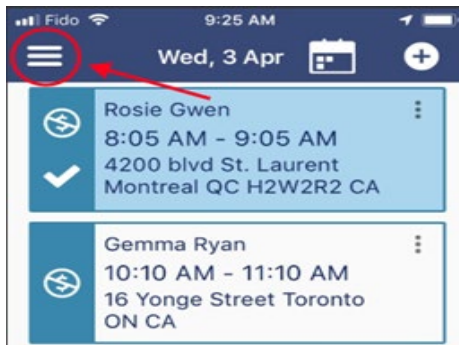 Fido 9:25 AM
Wed, 3 Apr
Rosie Gwen
8:05 AM - 9:05 AM
4200 blvd St. Laurent
Montreal QC H2W2R2 CA
Gemma Ryan
10:10 AM - 11:10 AM
16 Yonge Street Toronto
ON CA